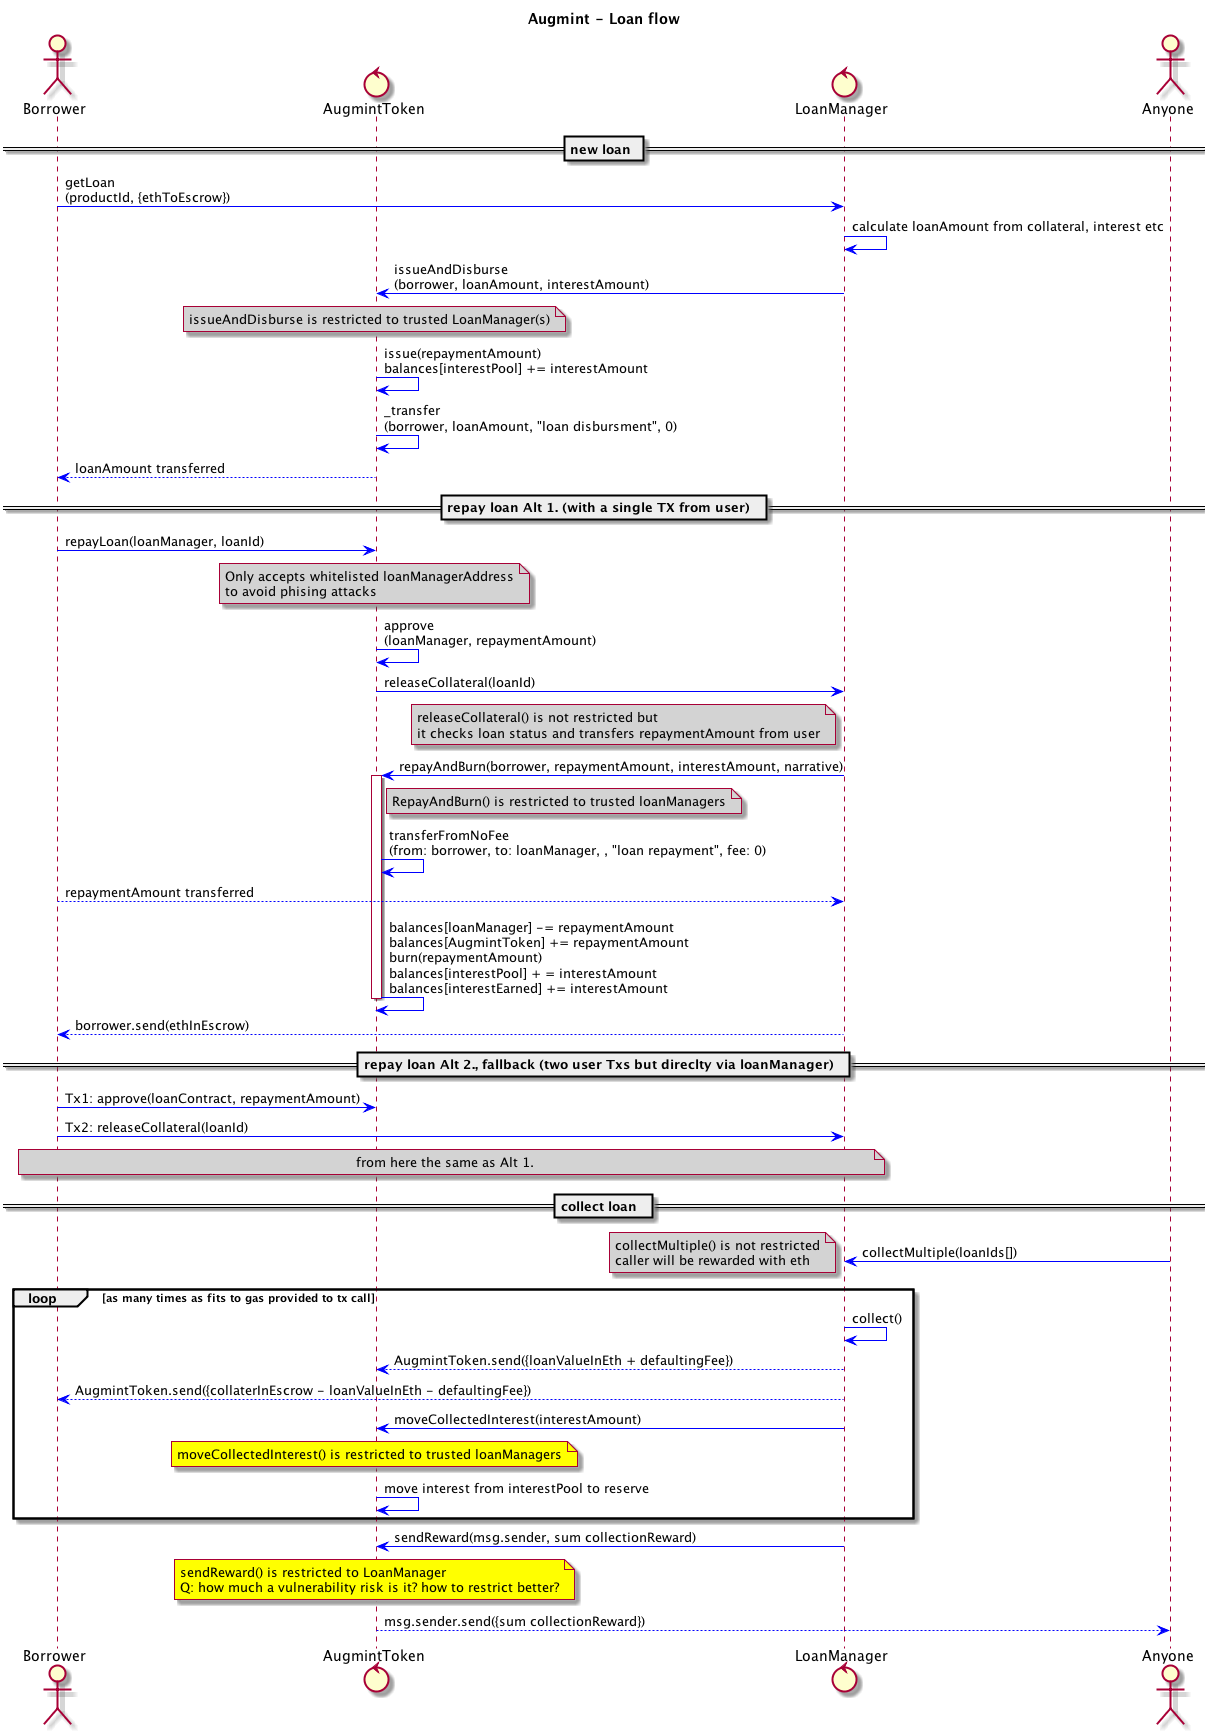 Augmint - Loan flow
Borrower
AugmintToken
LoanManager
Anyone
new loan
getLoan
(productId, {ethToEscrow})
calculate loanAmount from collateral, interest etc
issueAndDisburse
(borrower, loanAmount, interestAmount)
issueAndDisburse is restricted to trusted LoanManager(s)
issue(repaymentAmount)
balances[interestPool] += interestAmount
_transfer
(borrower, loanAmount, "loan disbursment", 0)
loanAmount transferred
repay loan Alt 1. (with a single TX from user)
repayLoan(loanManager, loanId)
Only accepts whitelisted loanManagerAddress
to avoid phising attacks
approve
(loanManager, repaymentAmount)
releaseCollateral(loanId)
releaseCollateral() is not restricted but
it checks loan status and transfers repaymentAmount from user
repayAndBurn(borrower, repaymentAmount, interestAmount, narrative)
RepayAndBurn() is restricted to trusted loanManagers
transferFromNoFee
(from: borrower, to: loanManager, , "loan repayment", fee: 0)
repaymentAmount transferred
balances[loanManager] -= repaymentAmount
balances[AugmintToken] += repaymentAmount
burn(repaymentAmount)
balances[interestPool] + = interestAmount
balances[interestEarned] += interestAmount
borrower.send(ethInEscrow)
repay loan Alt 2., fallback (two user Txs but direclty via loanManager)
Tx1: approve(loanContract, repaymentAmount)
Tx2: releaseCollateral(loanId)
from here the same as Alt 1.
collect loan
collectMultiple() is not restricted
caller will be rewarded with eth
collectMultiple(loanIds[])
loop
[as many times as fits to gas provided to tx call]
collect()
AugmintToken.send({loanValueInEth + defaultingFee})
AugmintToken.send({collaterInEscrow - loanValueInEth - defaultingFee})
moveCollectedInterest(interestAmount)
moveCollectedInterest() is restricted to trusted loanManagers
move interest from interestPool to reserve
sendReward(msg.sender, sum collectionReward)
sendReward() is restricted to LoanManager
Q: how much a vulnerability risk is it? how to restrict better?
msg.sender.send({sum collectionReward})
Borrower
AugmintToken
LoanManager
Anyone